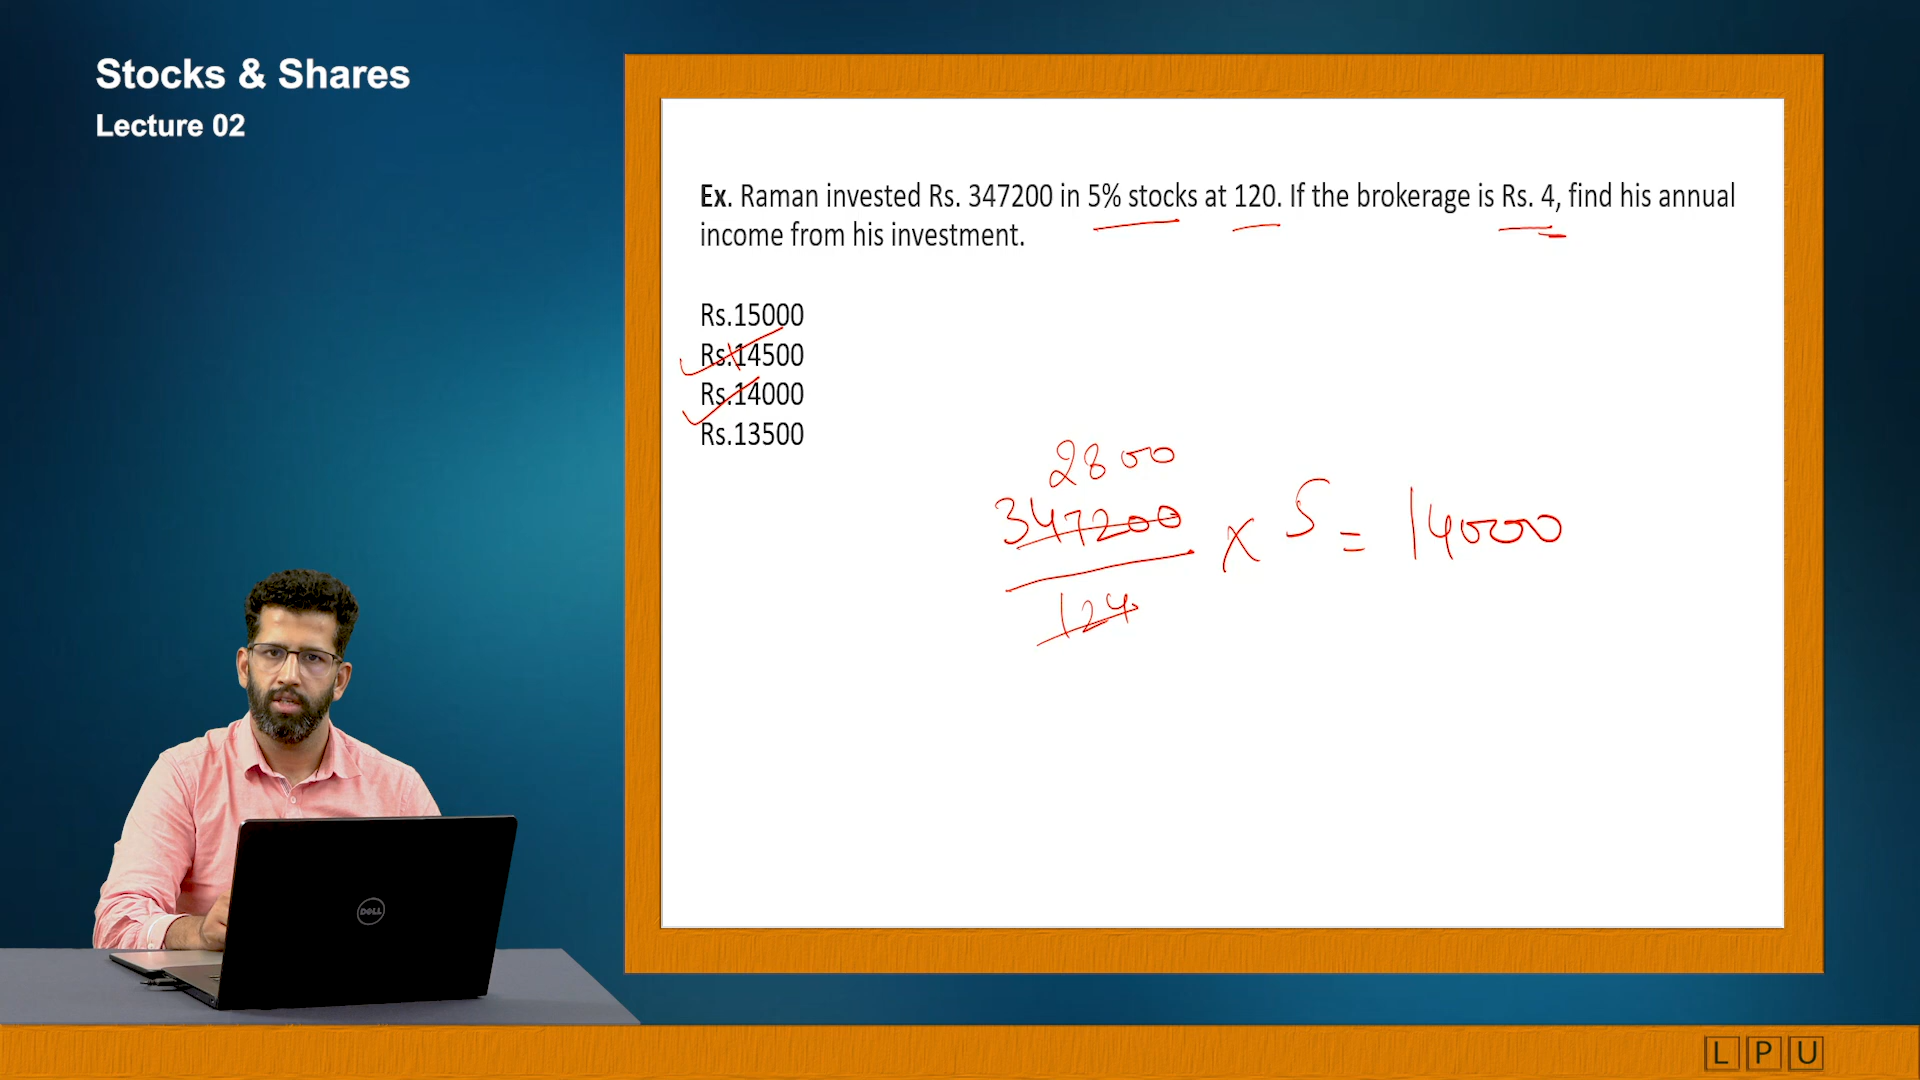 Stocks & Shares
Lecture 02
Ex. Raman invested Rs. 347200 in 5% stocks at 120. If the brokerage is Rs. 4, find his annual
income from his investment.
Rs.15000
Rs.14500
Rs.14000
Rs.13500
2800
347200
124
× 5 = 14000
DELL
LPU